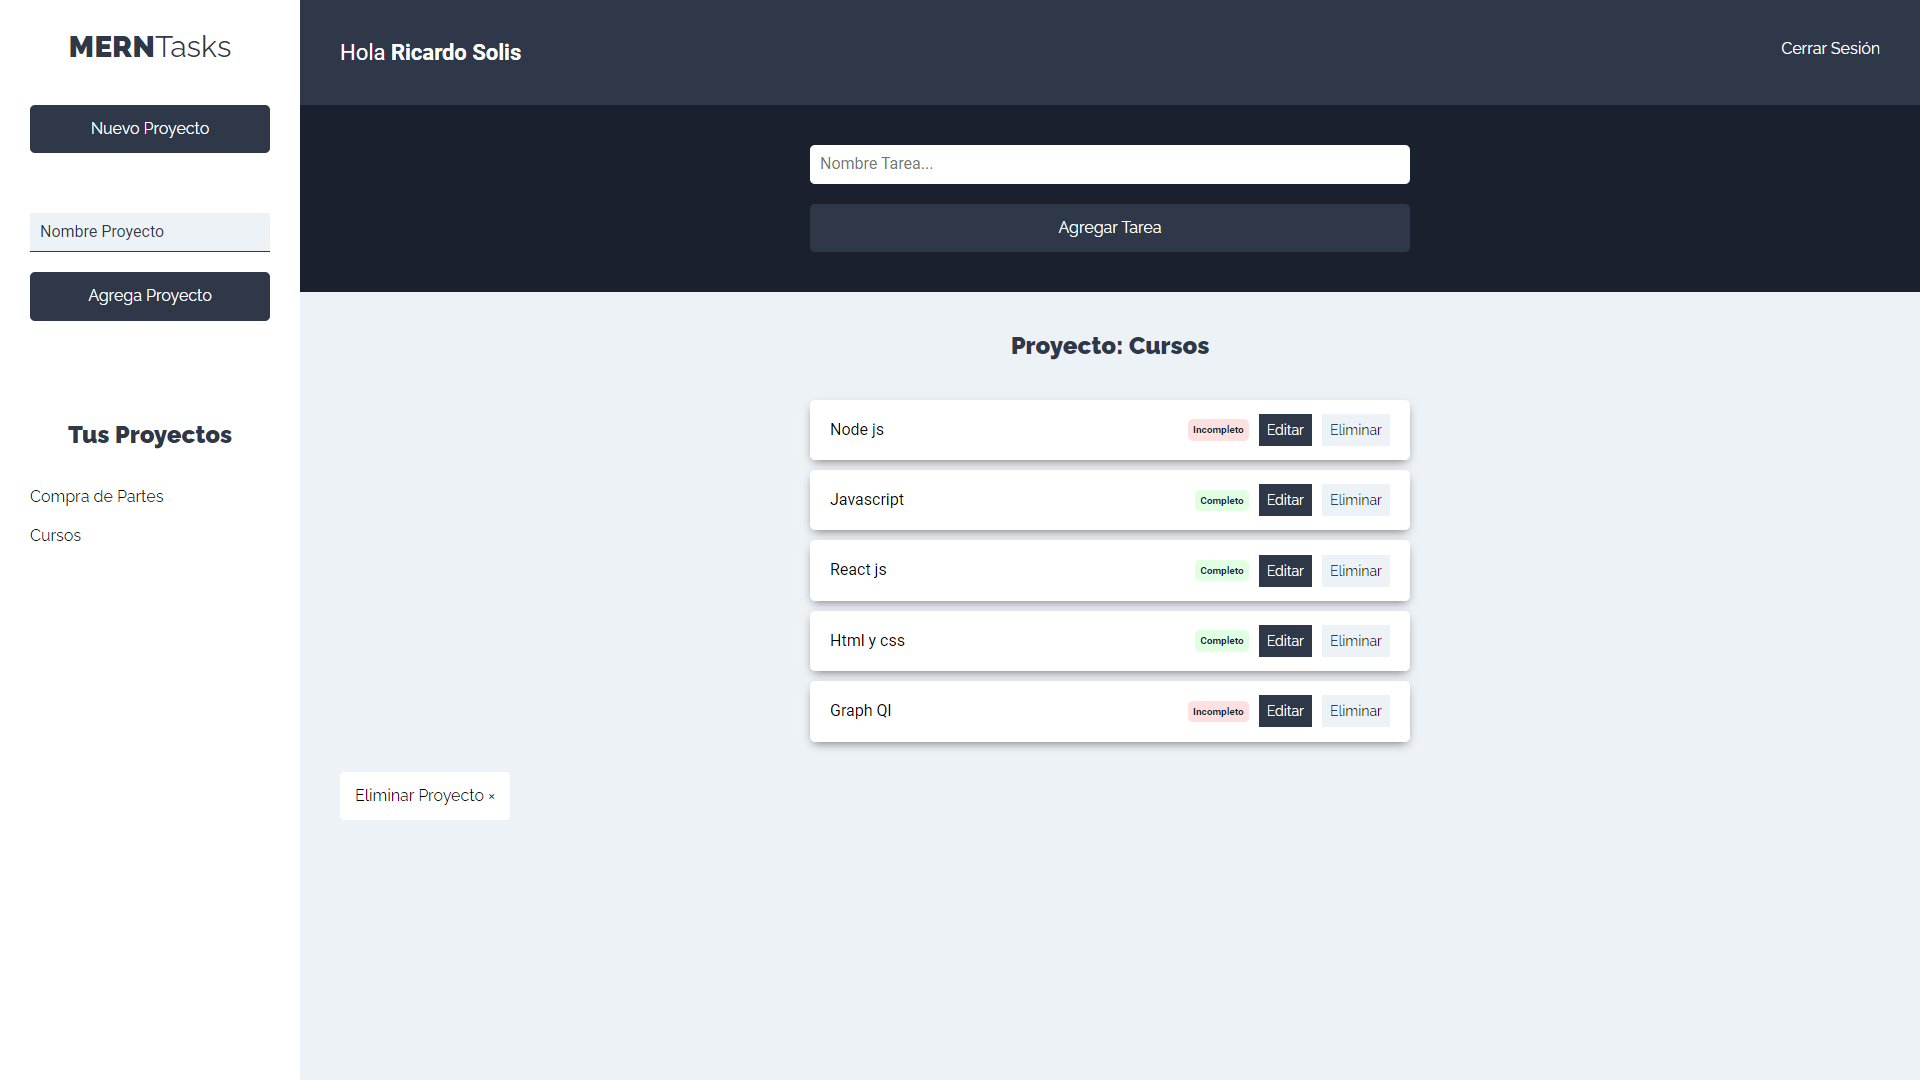 MERNTasks
Nuevo Proyecto
Nombre Proyecto
Agrega Proyecto
Tus Proyectos
Compra de Partes
Cursos
Hola Ricardo Solis
Cerrar Sesión
Nombre Tarea...
Agregar Tarea
Proyecto: Cursos
Node js Incompleto Editar Eliminar
Javascript Completo Editar Eliminar
React js Completo Editar Eliminar
Html y css Completo Editar Eliminar
Graph Ql Incompleto Editar Eliminar
Eliminar Proyecto ×